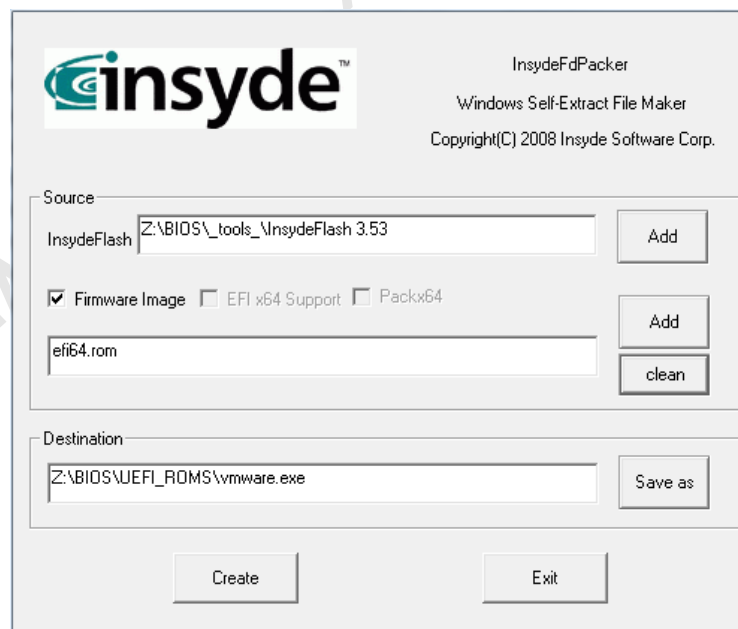 insyde™
InsydeFdPacker
Windows Self-Extract File Maker
Copyright(C) 2008 Insyde Software Corp.
Source
InsydeFlash Z:\BIOS\_tools_\InsydeFlash 3.53 Add
Firmware Image EFI x64 Support Packx64
Add
efi64.rom
clean
Destination
Z:\BIOS\UEFI_ROMS\vmware.exe Save as
Create Exit